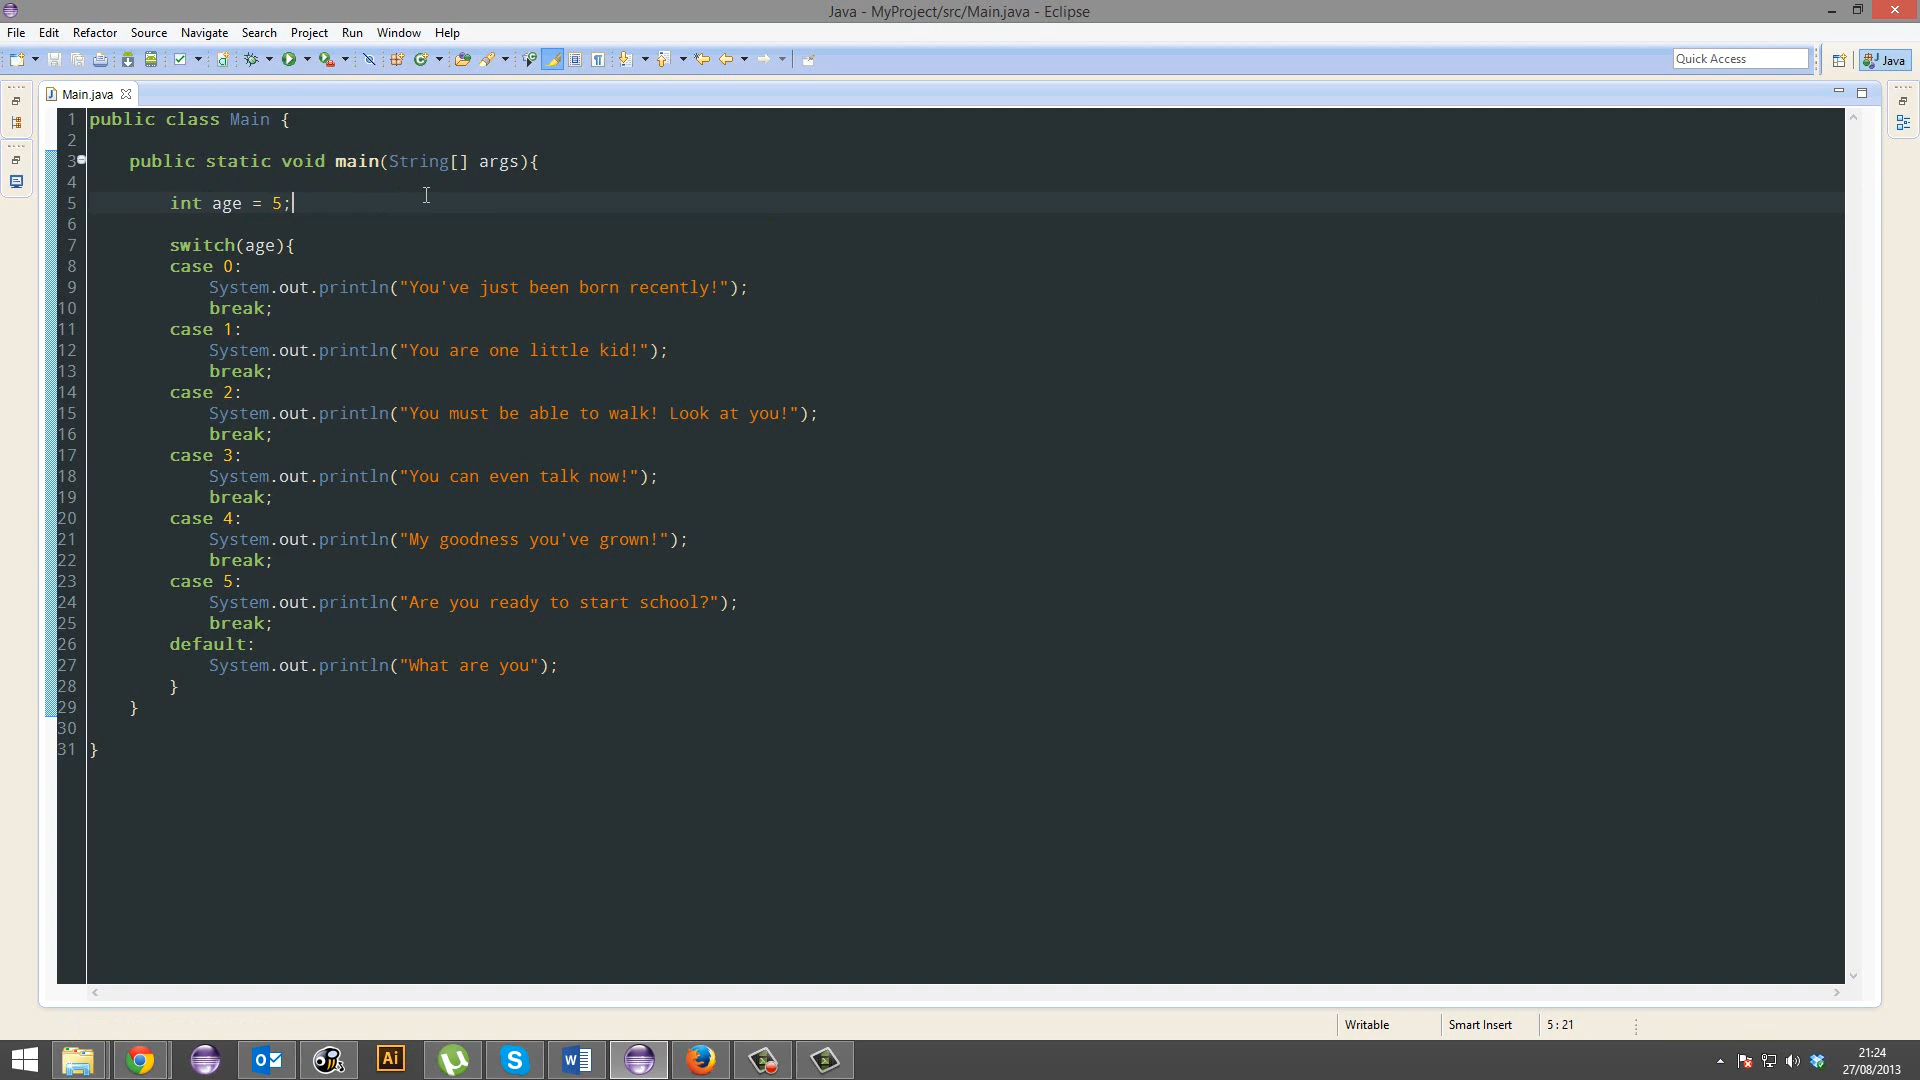 Java - MyProject/src/Main.java - Eclipse
File Edit Refactor Source Navigate Search Project Run Window Help
Quick Access
Java
Main.java
1 public class Main {
2
3 public static void main(String[] args){
4
5 int age = 5;
6
7 switch(age){
8 case 0:
9 System.out.println("You've just been born recently!");
10 break;
11 case 1:
12 System.out.println("You are one little kid!");
13 break;
14 case 2:
15 System.out.println("You must be able to walk! Look at you!");
16 break;
17 case 3:
18 System.out.println("You can even talk now!");
19 break;
20 case 4:
21 System.out.println("My goodness you've grown!");
22 break;
23 case 5:
24 System.out.println("Are you ready to start school?");
25 break;
26 default:
27 System.out.println("What are you");
28 }
29 }
30
31 }
Writable Smart Insert 5 : 21
Ai
21:24
27/08/2013